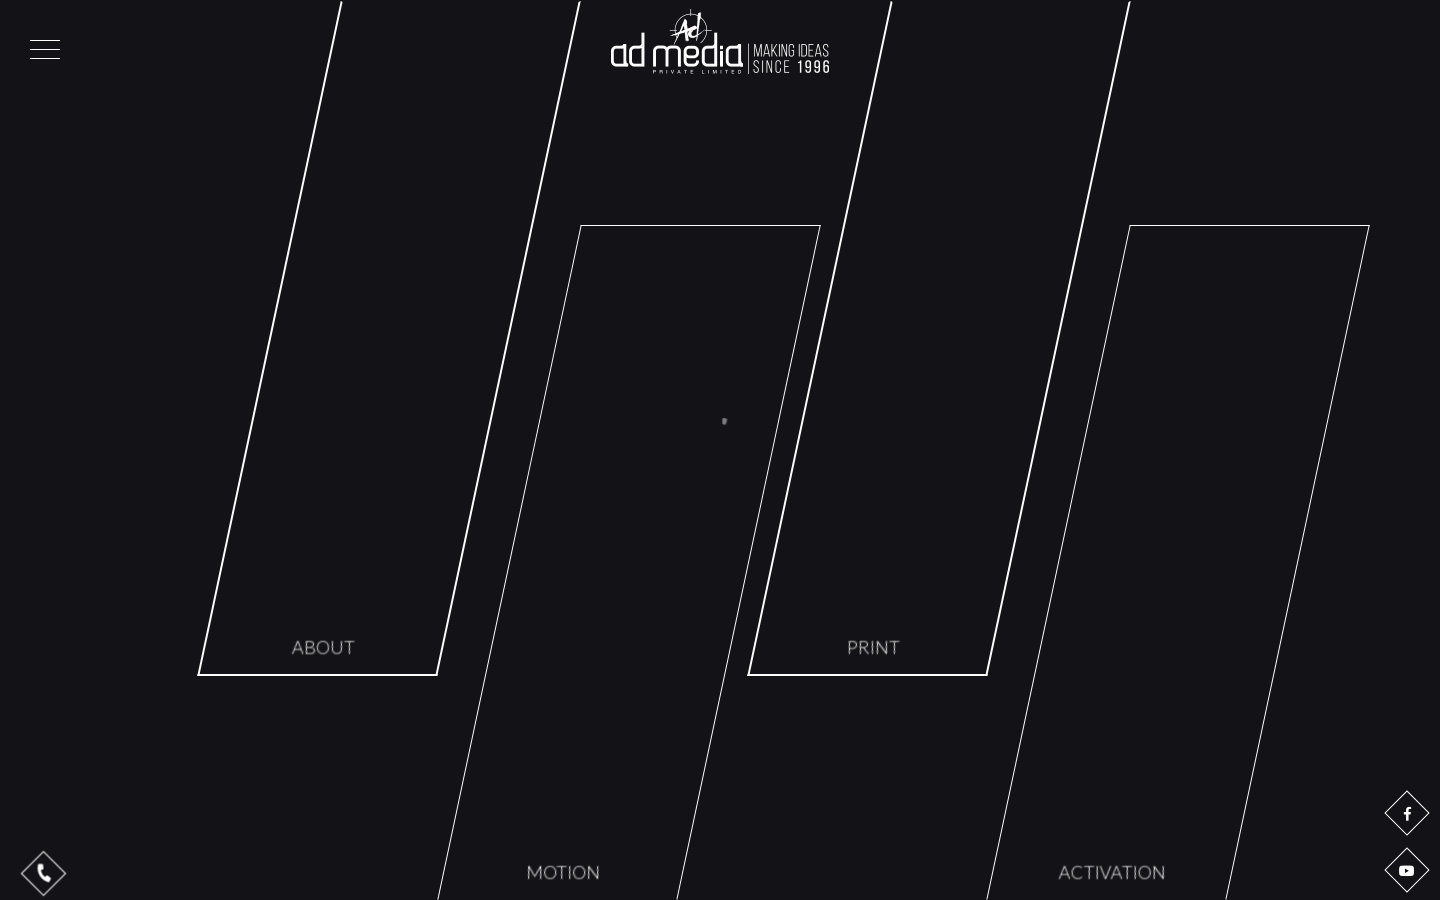 Ad
ad media
PRIVATE LIMITED
MAKING IDEAS
SINCE 1996
ABOUT
PRINT
MOTION
ACTIVATION